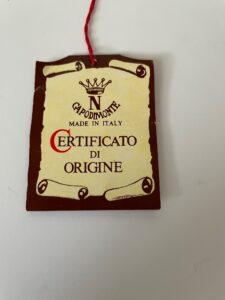 N
CAPODIMONTE
MADE IN ITALY
CERTIFICATO
DI
ORIGINE